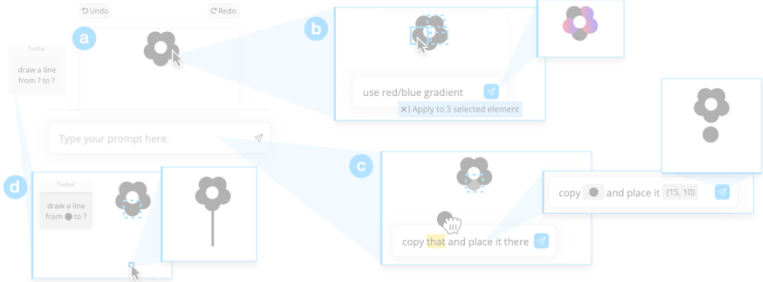 Undo
Redo
a
Toolbar
draw a line
from ? to ?
Type your prompt here.
b
use red/blue gradient
Apply to 3 selected element
c
copy that and place it there
copy and place it (15, 10)
d
Toolbar
draw a line
from to ?